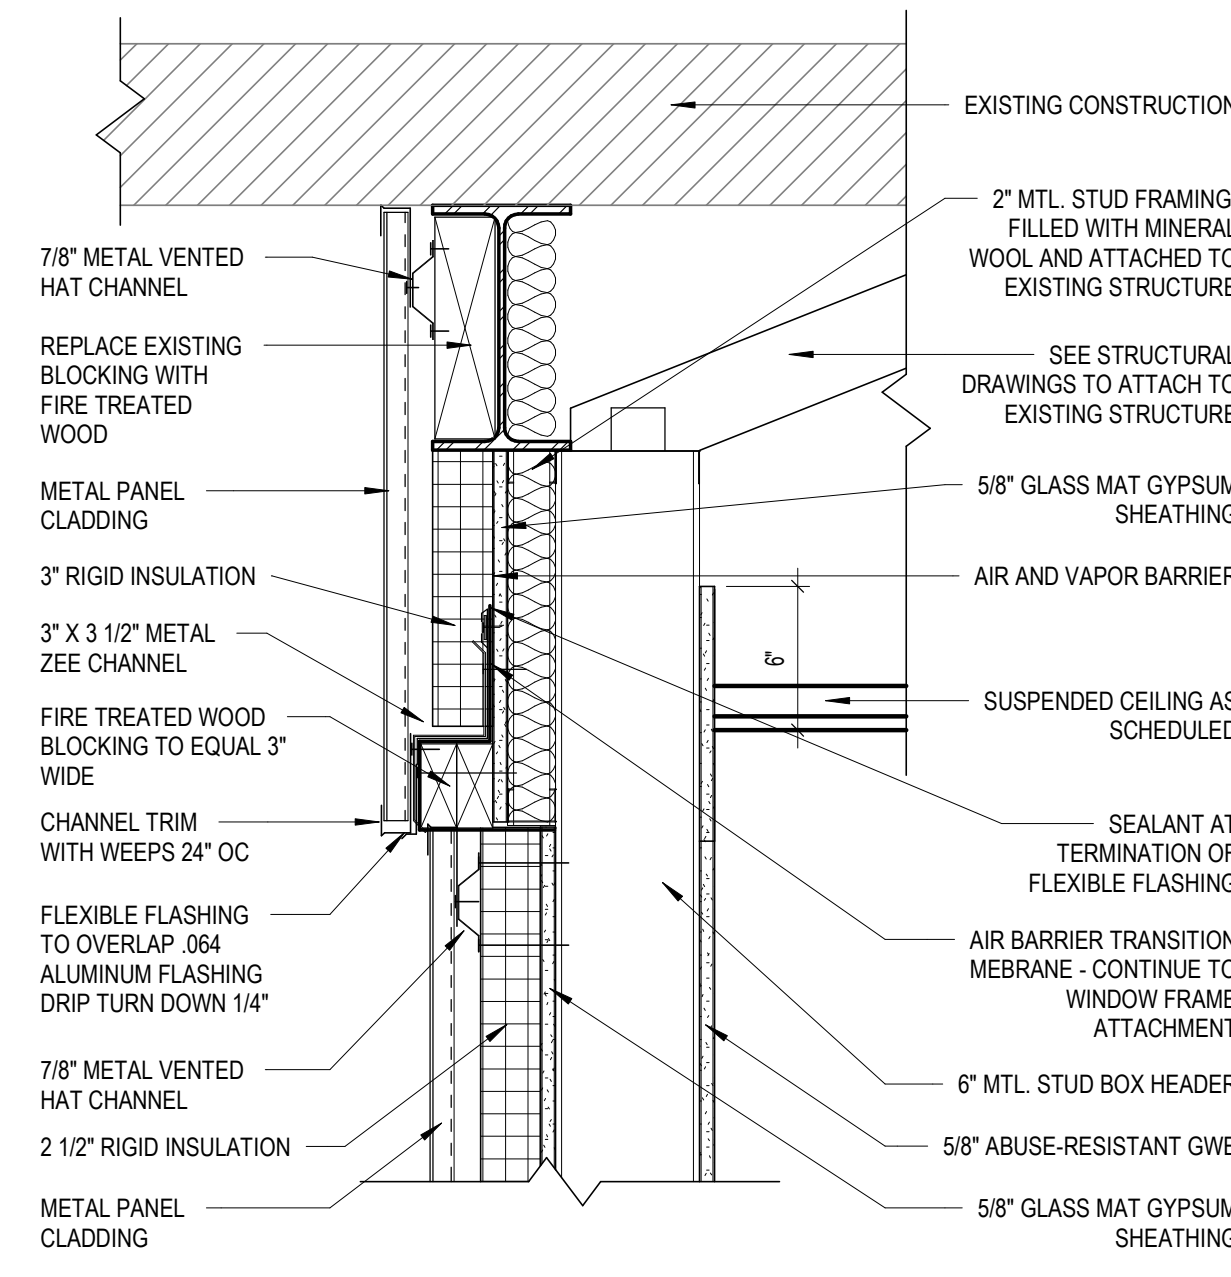 7/8" METAL VENTED
HAT CHANNEL
REPLACE EXISTING
BLOCKING WITH
FIRE TREATED
WOOD
METAL PANEL
CLADDING
3" RIGID INSULATION
3" X 3 1/2" METAL
ZEE CHANNEL
FIRE TREATED WOOD
BLOCKING TO EQUAL 3"
WIDE
CHANNEL TRIM
WITH WEEPS 24" OC
FLEXIBLE FLASHING
TO OVERLAP .064
ALUMINUM FLASHING
DRIP TURN DOWN 1/4"
7/8" METAL VENTED
HAT CHANNEL
2 1/2" RIGID INSULATION
METAL PANEL
CLADDING
6"
EXISTING CONSTRUCTION
2" MTL. STUD FRAMING
FILLED WITH MINERAL
WOOL AND ATTACHED TO
EXISTING STRUCTURE
SEE STRUCTURAL
DRAWINGS TO ATTACH TO
EXISTING STRUCTURE
5/8" GLASS MAT GYPSUM
SHEATHING
AIR AND VAPOR BARRIER
SUSPENDED CEILING AS
SCHEDULED
SEALANT AT
TERMINATION OF
FLEXIBLE FLASHING
AIR BARRIER TRANSITION
MEBRANE - CONTINUE TO
WINDOW FRAME
ATTACHMENT
6" MTL. STUD BOX HEADER
5/8" ABUSE-RESISTANT GWB
5/8" GLASS MAT GYPSUM
SHEATHING